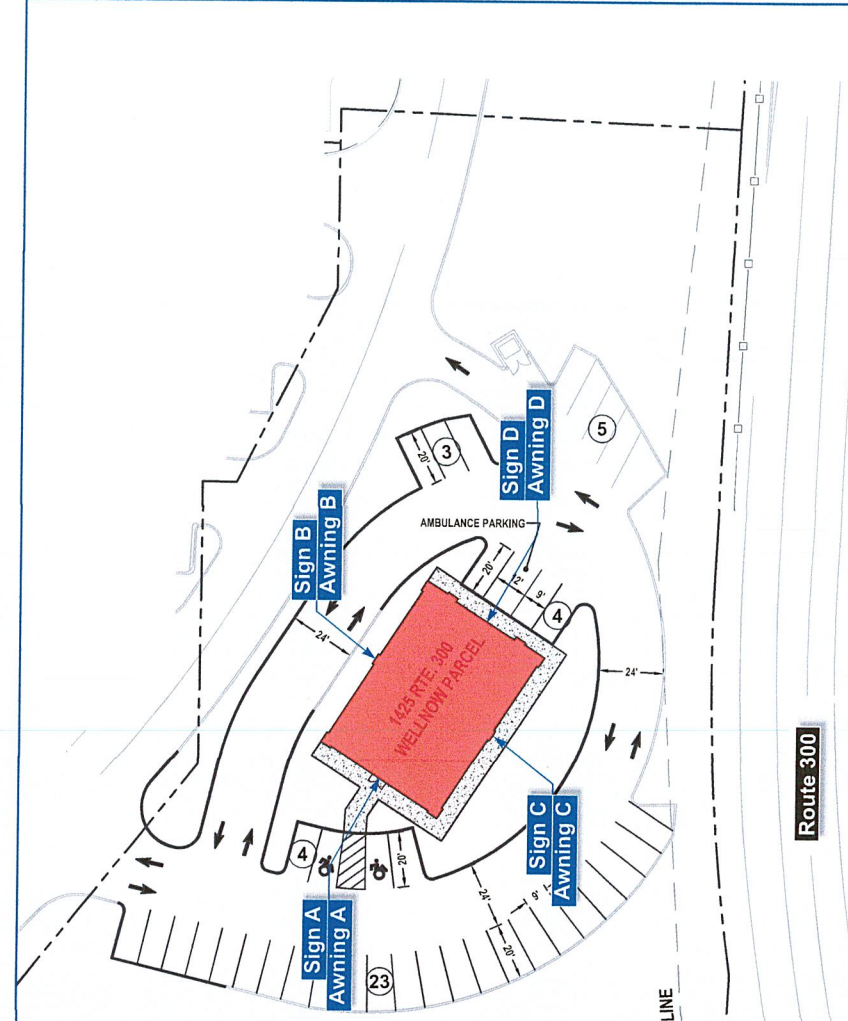 3
20'
5
Sign D
Awning D
AMBULANCE PARKING
Sign B
Awning B
20'
12'
9'
4
24'
24'
1425 RTE. 300
WELLNOW PARCEL
Route 300
Sign C
Awning C
4
20'
24'
9'
20'
Sign A
Awning A
23
LINE